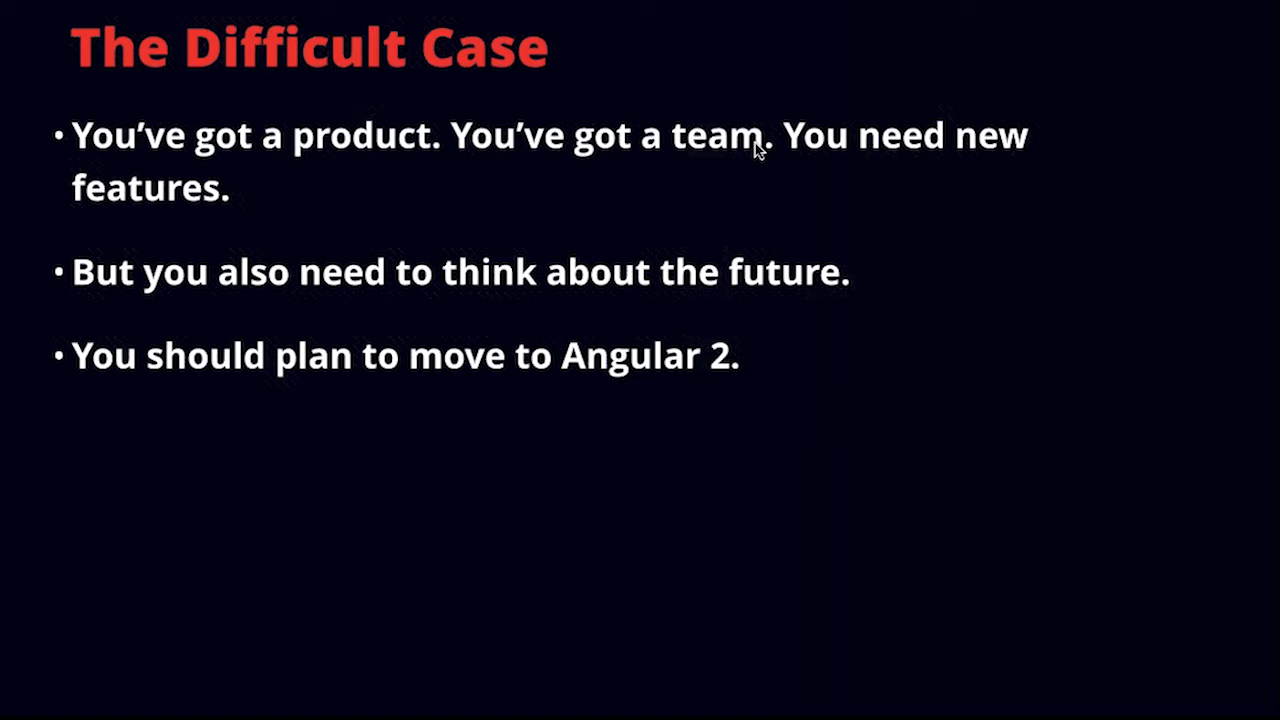 The Difficult Case
• You’ve got a product. You’ve got a team. You need new
features.
• But you also need to think about the future.
• You should plan to move to Angular 2.